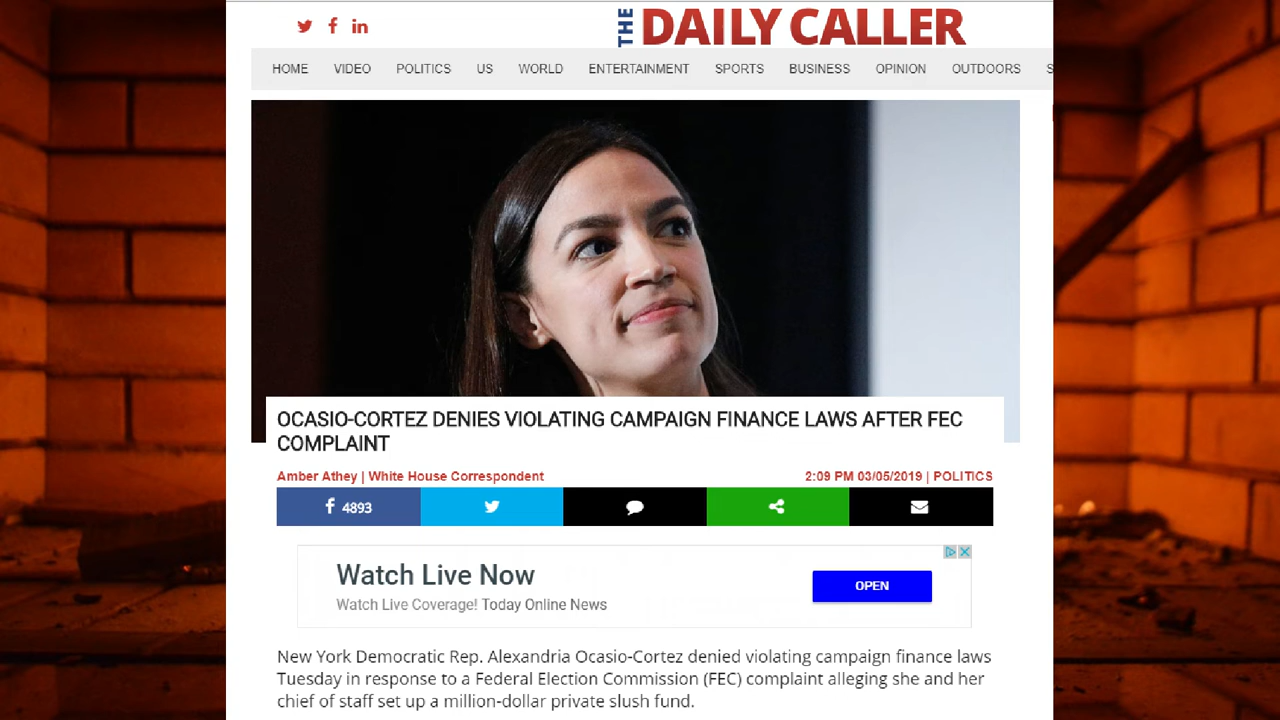 THE DAILY CALLER
HOME VIDEO POLITICS US WORLD ENTERTAINMENT SPORTS BUSINESS OPINION OUTDOORS S
OCASIO-CORTEZ DENIES VIOLATING CAMPAIGN FINANCE LAWS AFTER FEC
COMPLAINT
Amber Athey | White House Correspondent 2:09 PM 03/05/2019 | POLITICS
4893
Watch Live Now
Watch Live Coverage! Today Online News
OPEN
New York Democratic Rep. Alexandria Ocasio-Cortez denied violating campaign finance laws
Tuesday in response to a Federal Election Commission (FEC) complaint alleging she and her
chief of staff set up a million-dollar private slush fund.